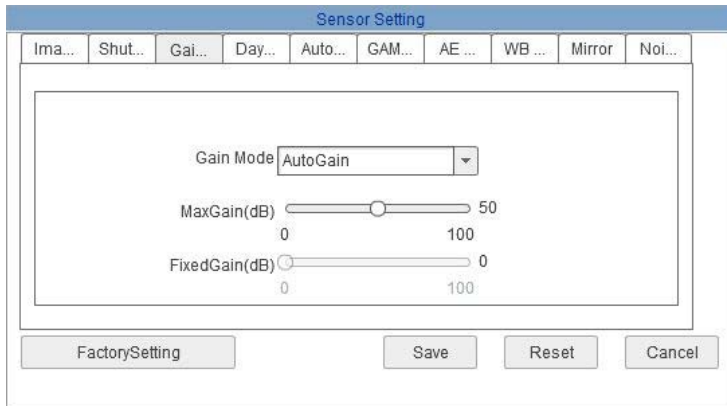 Sensor Setting
Ima... Shut... Gai... Day... Auto... GAM... AE ... WB ... Mirror Noi...
Gain Mode AutoGain
MaxGain(dB) 50
0 100
FixedGain(dB) 0
0 100
FactorySetting Save Reset Cancel